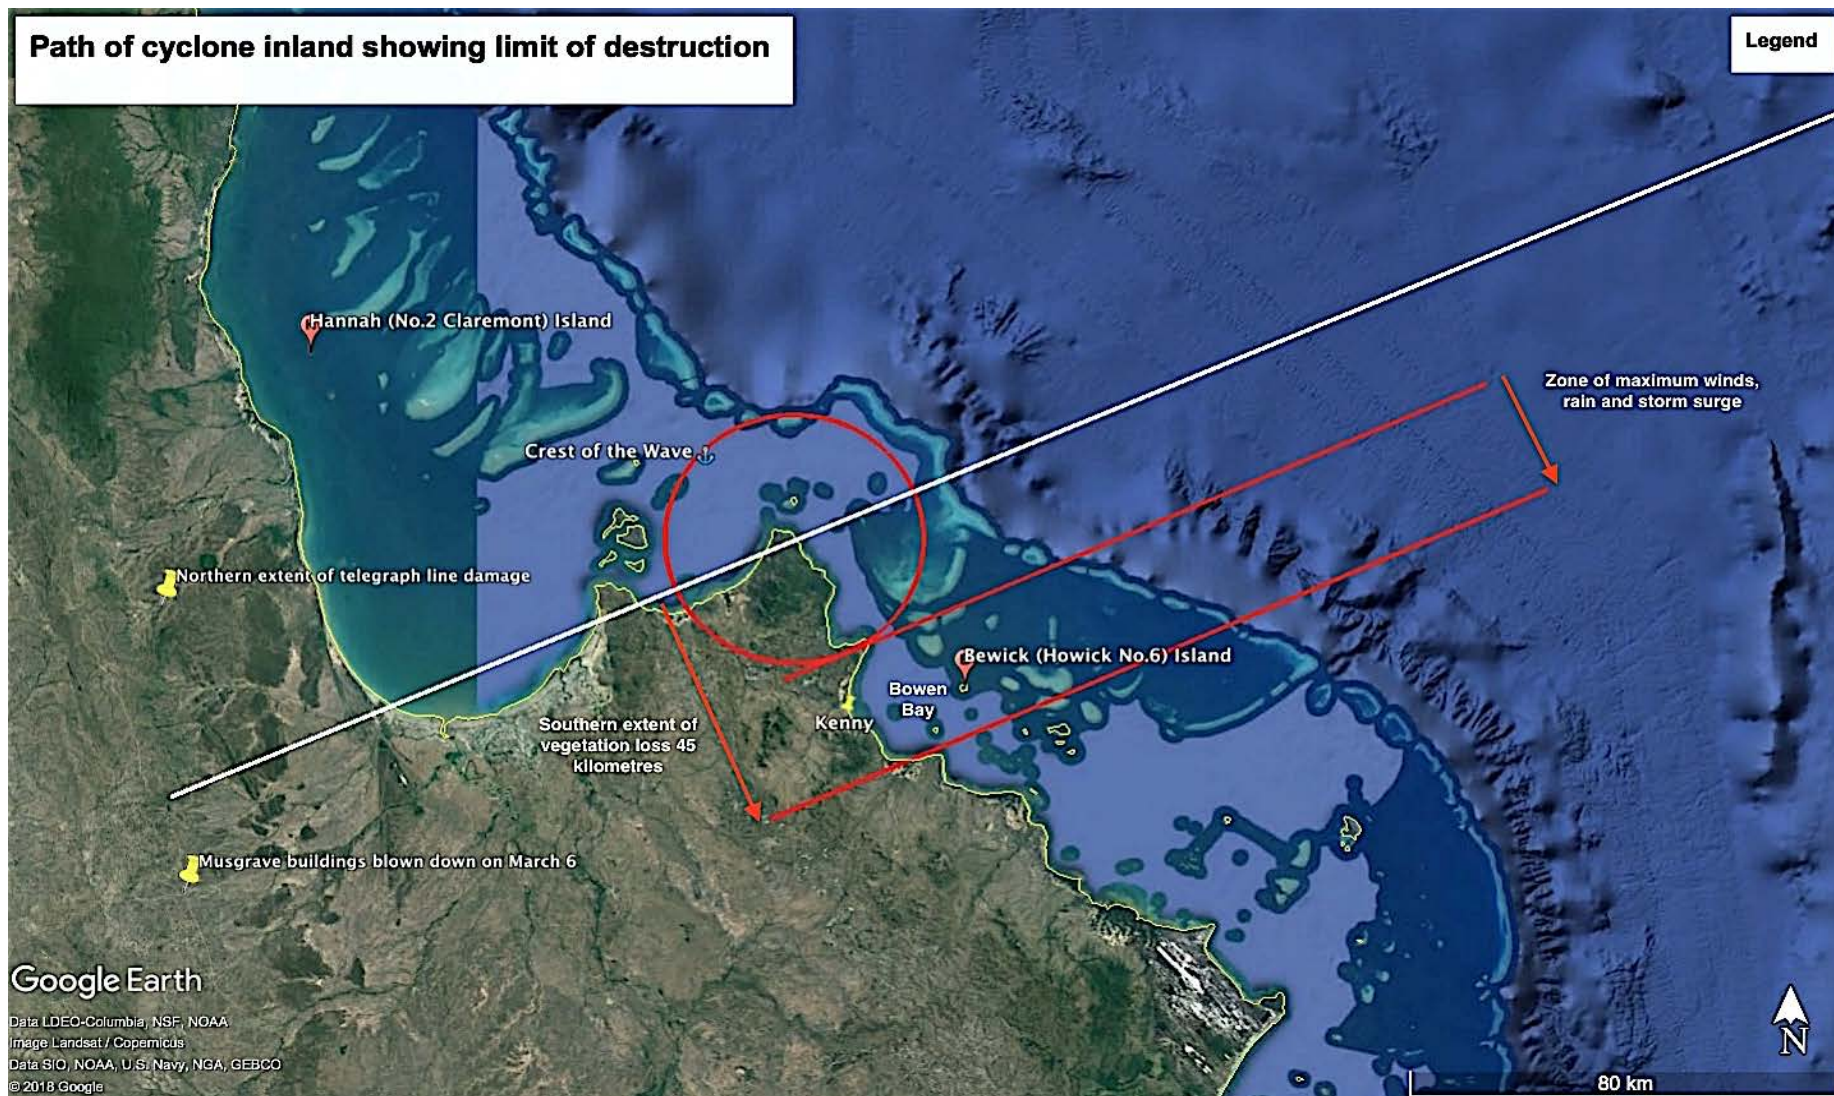 Path of cyclone inland showing limit of destruction
Legend
Hannah (No.2 Claremont) Island
Zone of maximum winds,
rain and storm surge
Crest of the Wave
Northern extent of telegraph line damage
Bewick (Howick No.6) Island
Bowen
Bay
Kenny
Southern extent of
vegetation loss 45
kilometres
Musgrave buildings blown down on March 6
Google Earth
Data LDEO-Columbia, NSF, NOAA
Image Landsat / Copernicus
Data SIO, NOAA, U.S. Navy, NGA, GEBCO
© 2018 Google
N
80 km